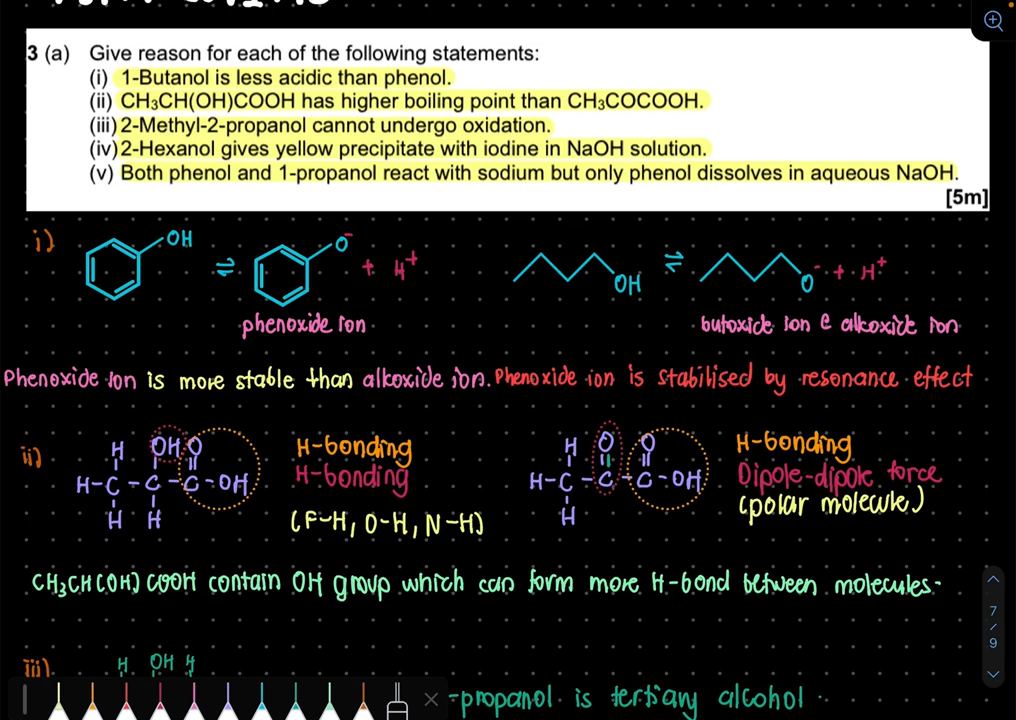 3 (a) Give reason for each of the following statements:
(i) 1-Butanol is less acidic than phenol.
(ii) CH₃CH(OH)COOH has higher boiling point than CH₃COCOOH.
(iii) 2-Methyl-2-propanol cannot undergo oxidation.
(iv) 2-Hexanol gives yellow precipitate with iodine in NaOH solution.
(v) Both phenol and 1-propanol react with sodium but only phenol dissolves in aqueous NaOH.
[5m]
i) OH ⇌ O⁻ + H⁺ OH ⇌ O⁻ + H⁺
phenoxide ion butoxide ion @ alkoxide ion
Phenoxide ion is more stable than alkoxide ion. Phenoxide ion is stabilised by resonance effect
ii) H OH O H-bonding H O O H-bonding
H-C-C-C-OH H-bonding H-C-C-C-OH Dipole-dipole force
H H (F-H, O-H, N-H) H (polar molecule)
CH₃CH(OH)COOH contain OH group which can form more H-bond between molecules.
iii) H OH H
-propanol is tertiary alcohol
7
/
9